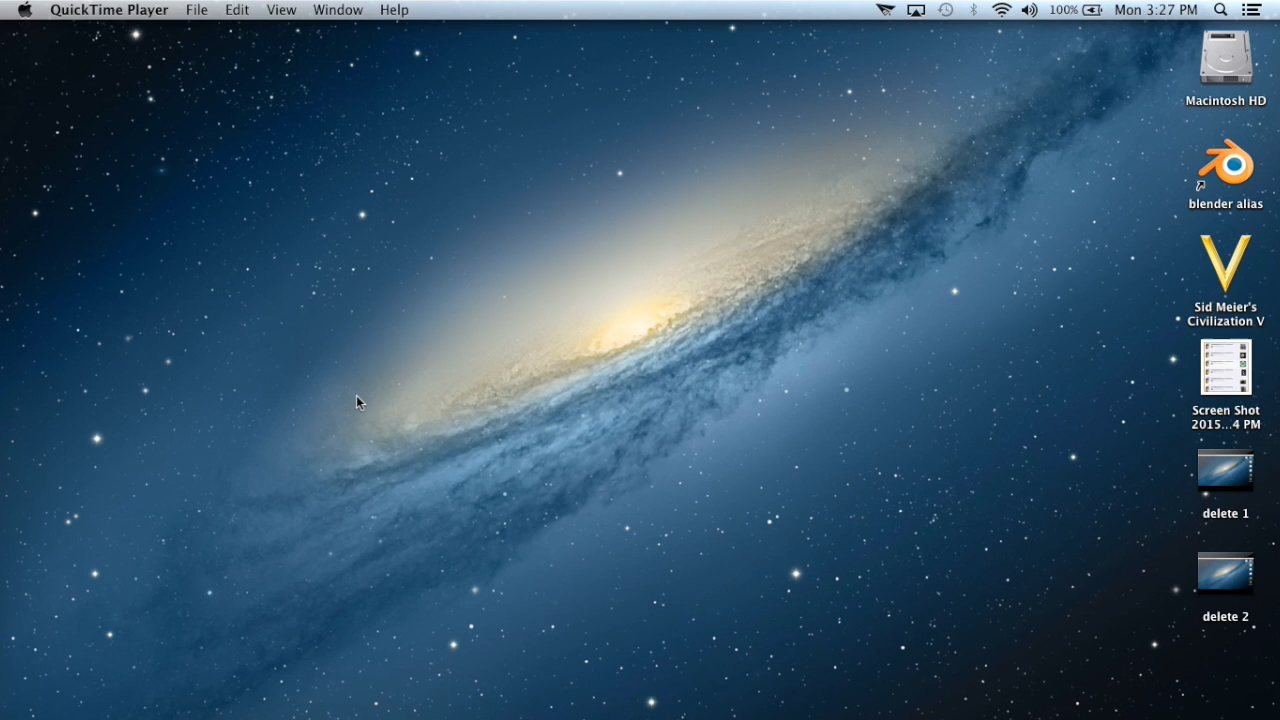 QuickTime Player File Edit View Window Help 100% Mon 3:27 PM
Macintosh HD
blender alias
Sid Meier's
Civilization V
Screen Shot
2015...4 PM
delete 1
delete 2